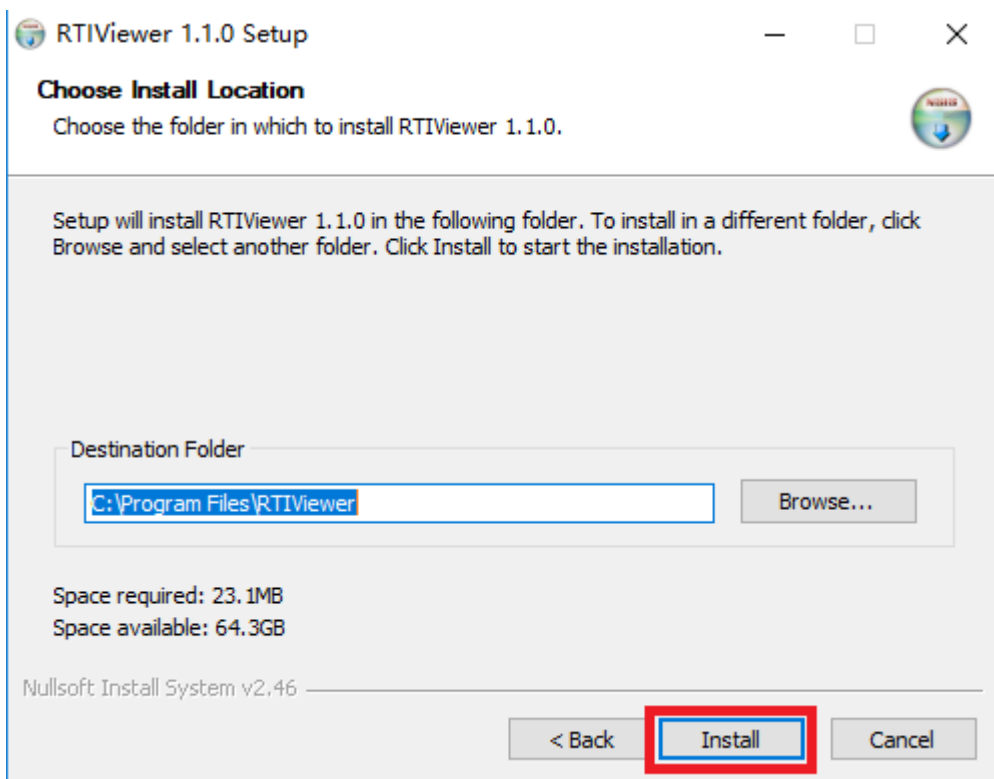 RTIViewer 1.1.0 Setup
Choose Install Location
Choose the folder in which to install RTIViewer 1.1.0.
Setup will install RTIViewer 1.1.0 in the following folder. To install in a different folder, click
Browse and select another folder. Click Install to start the installation.
Destination Folder
C:\Program Files\RTIViewer
Browse...
Space required: 23.1MB
Space available: 64.3GB
Nullsoft Install System v2.46
< Back
Install
Cancel